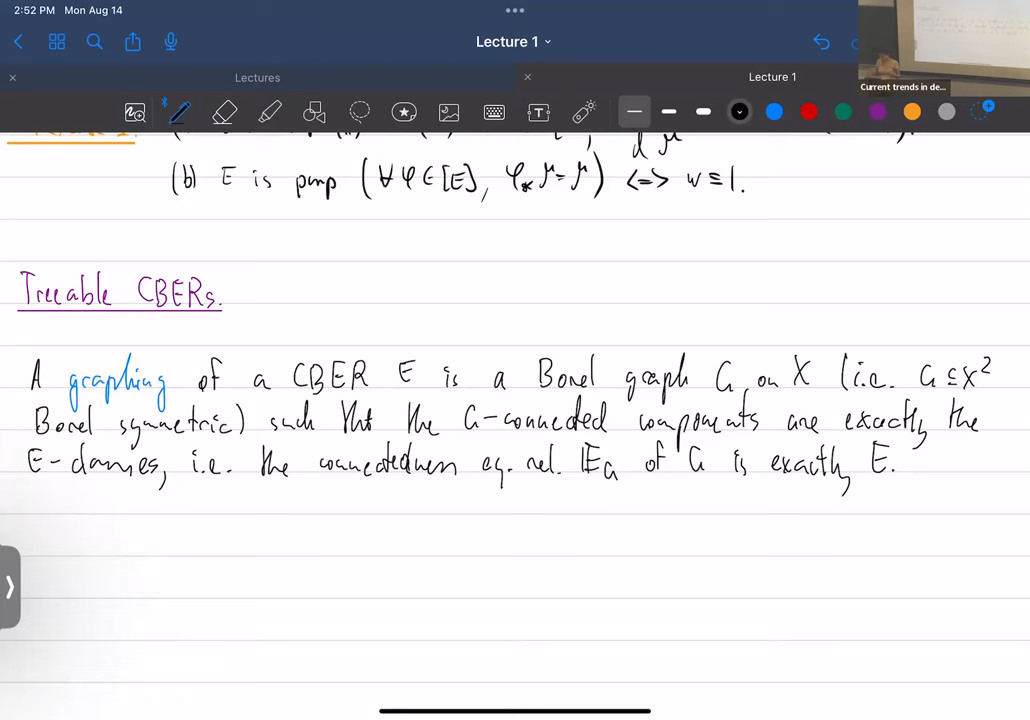 2:52 PM Mon Aug 14
Lecture 1
Lectures
Lecture 1
Current trends in de...
(b) E is pmp (∀ φ ∈ [E], φ_* μ = μ) <=> w ≡ 1.
Treeable CBERs.
A graphing of a CBER E is a Borel graph G on X (i.e. G ⊆ X²
Borel symmetric) such that the G-connected components are exactly the
E-classes, i.e. the connectedness eq. rel. 𝔼_G of G is exactly E.